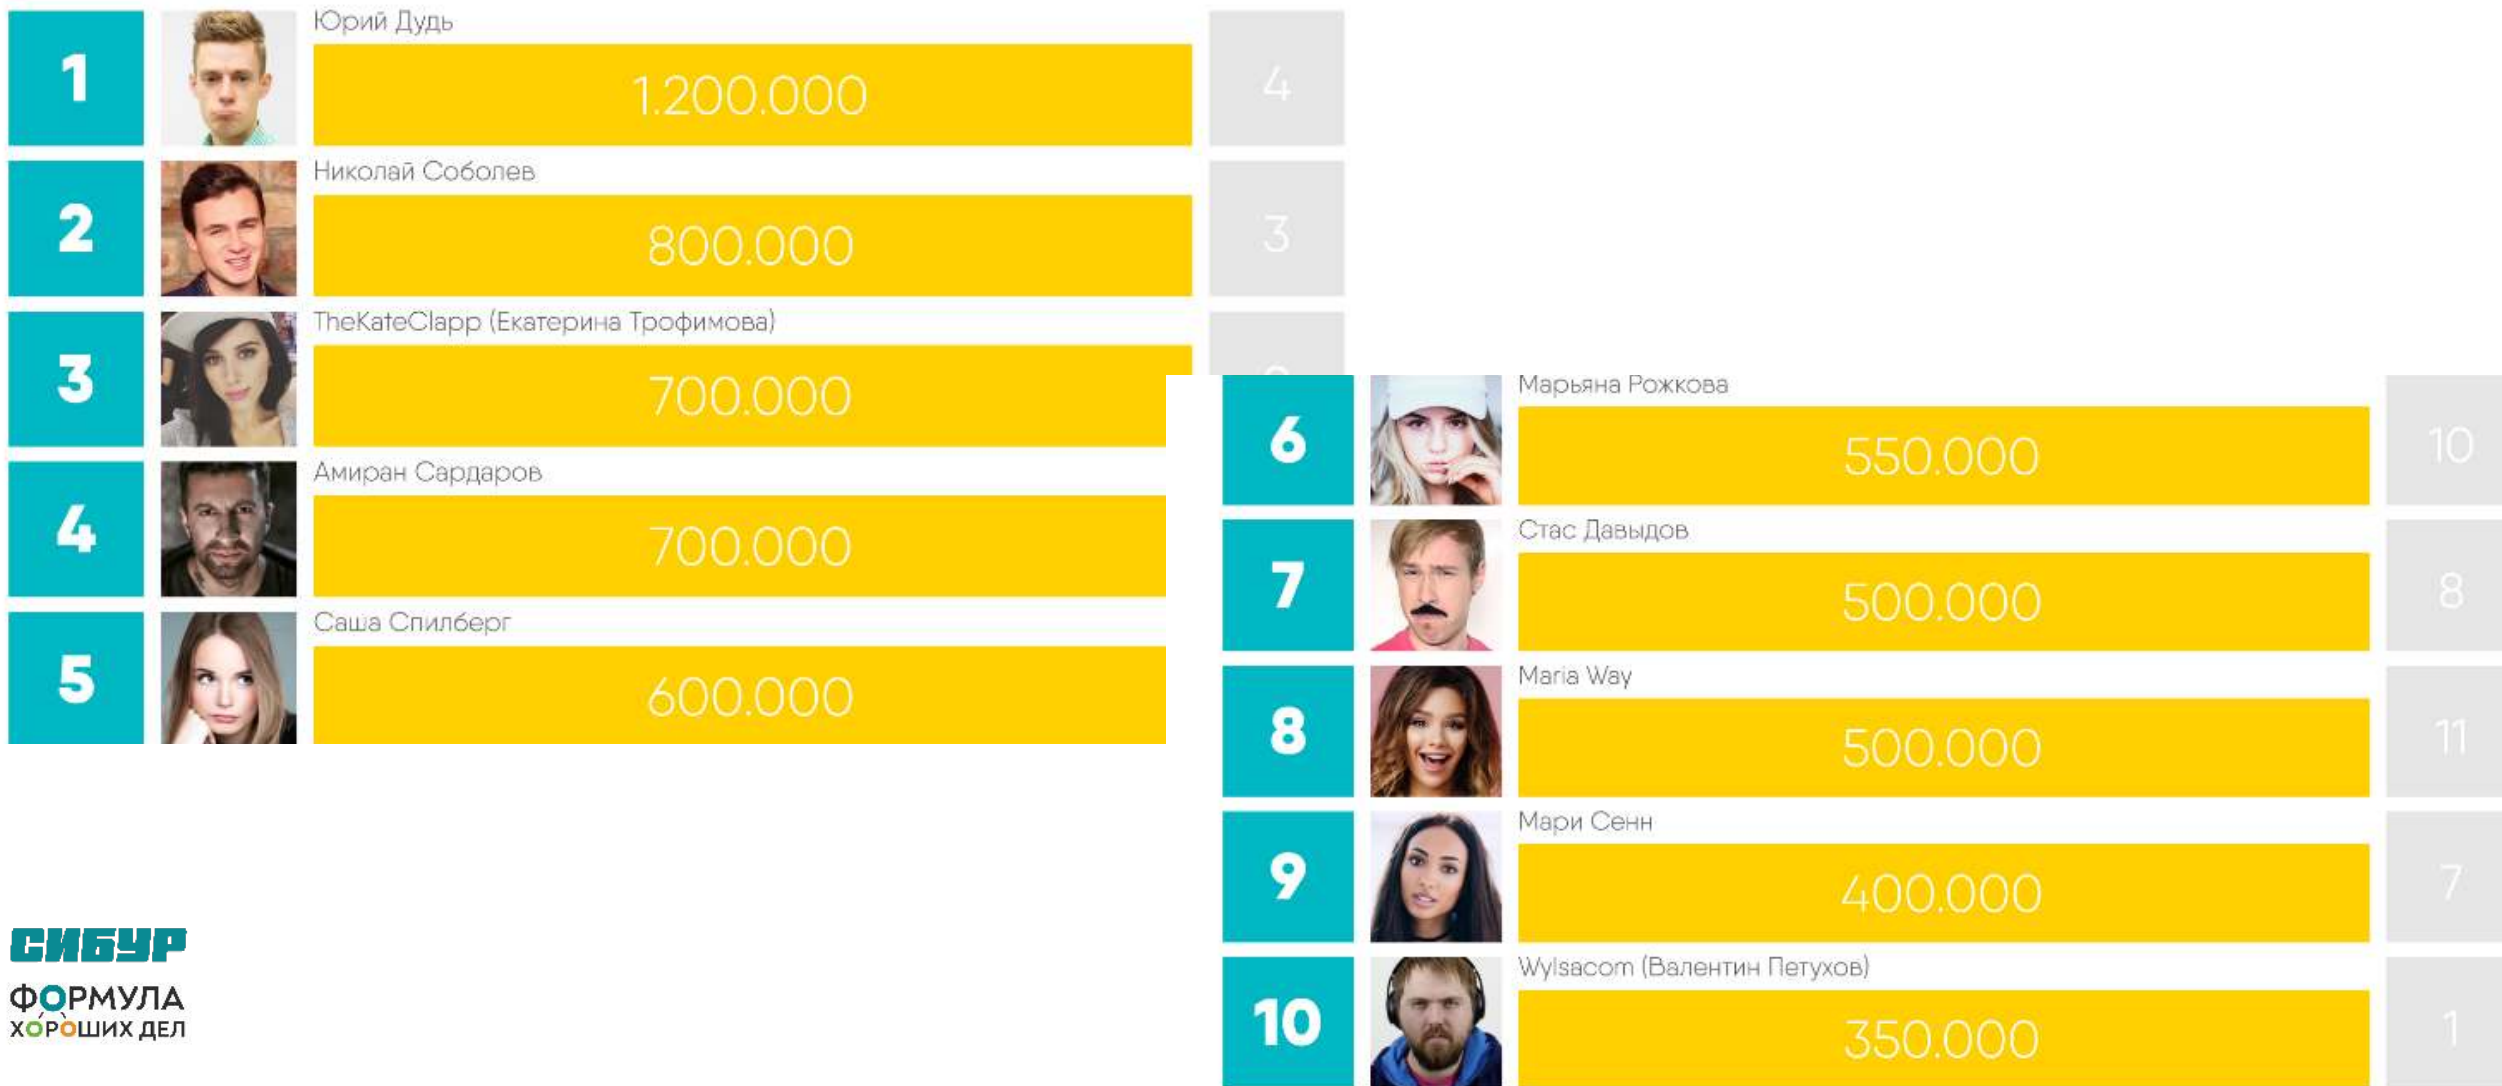 1
Юрий Дудь
1.200.000
4
2
Николай Соболев
800.000
3
3
TheKateClapp (Екатерина Трофимова)
700.000
4
Амиран Сардаров
700.000
5
Саша Спилберг
600.000
6
Марьяна Рожкова
550.000
10
7
Стас Давыдов
500.000
8
8
Maria Way
500.000
11
9
Мари Сенн
400.000
7
10
Wylsacom (Валентин Петухов)
350.000
1
СИБУР
ФОРМУЛА
ХОРОШИХ ДЕЛ